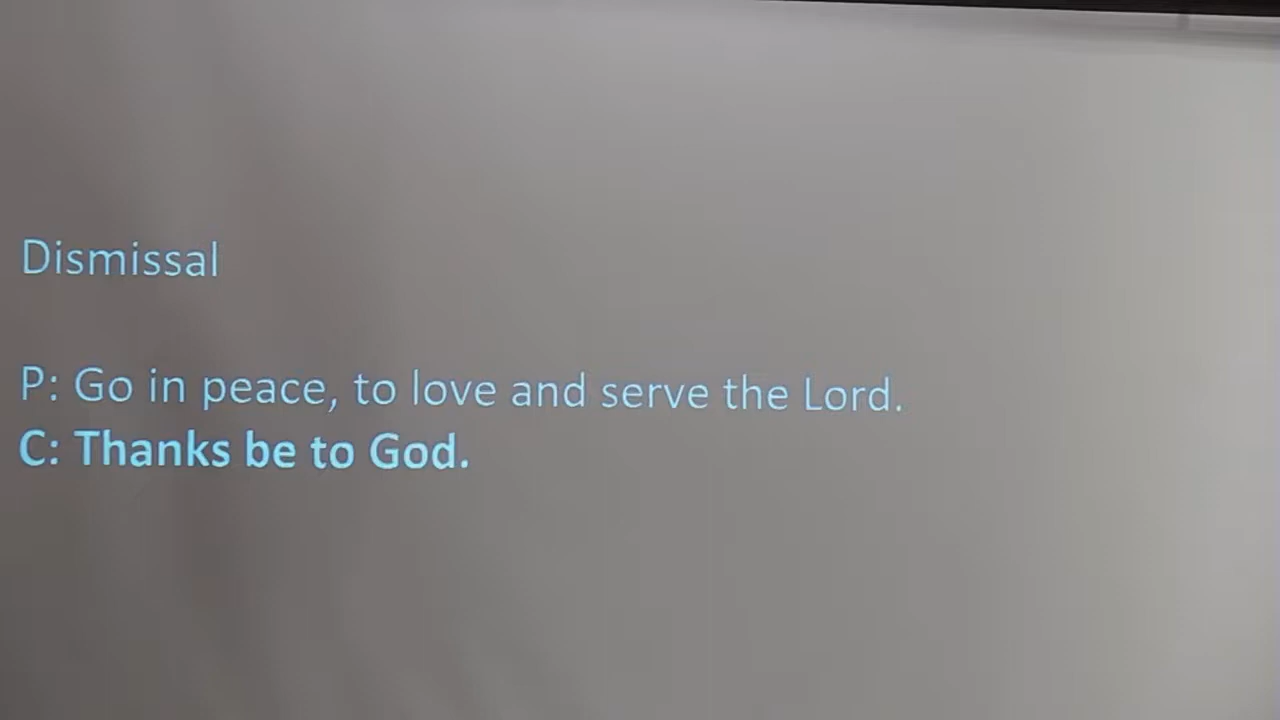 Dismissal
P: Go in peace, to love and serve the Lord.
C: Thanks be to God.